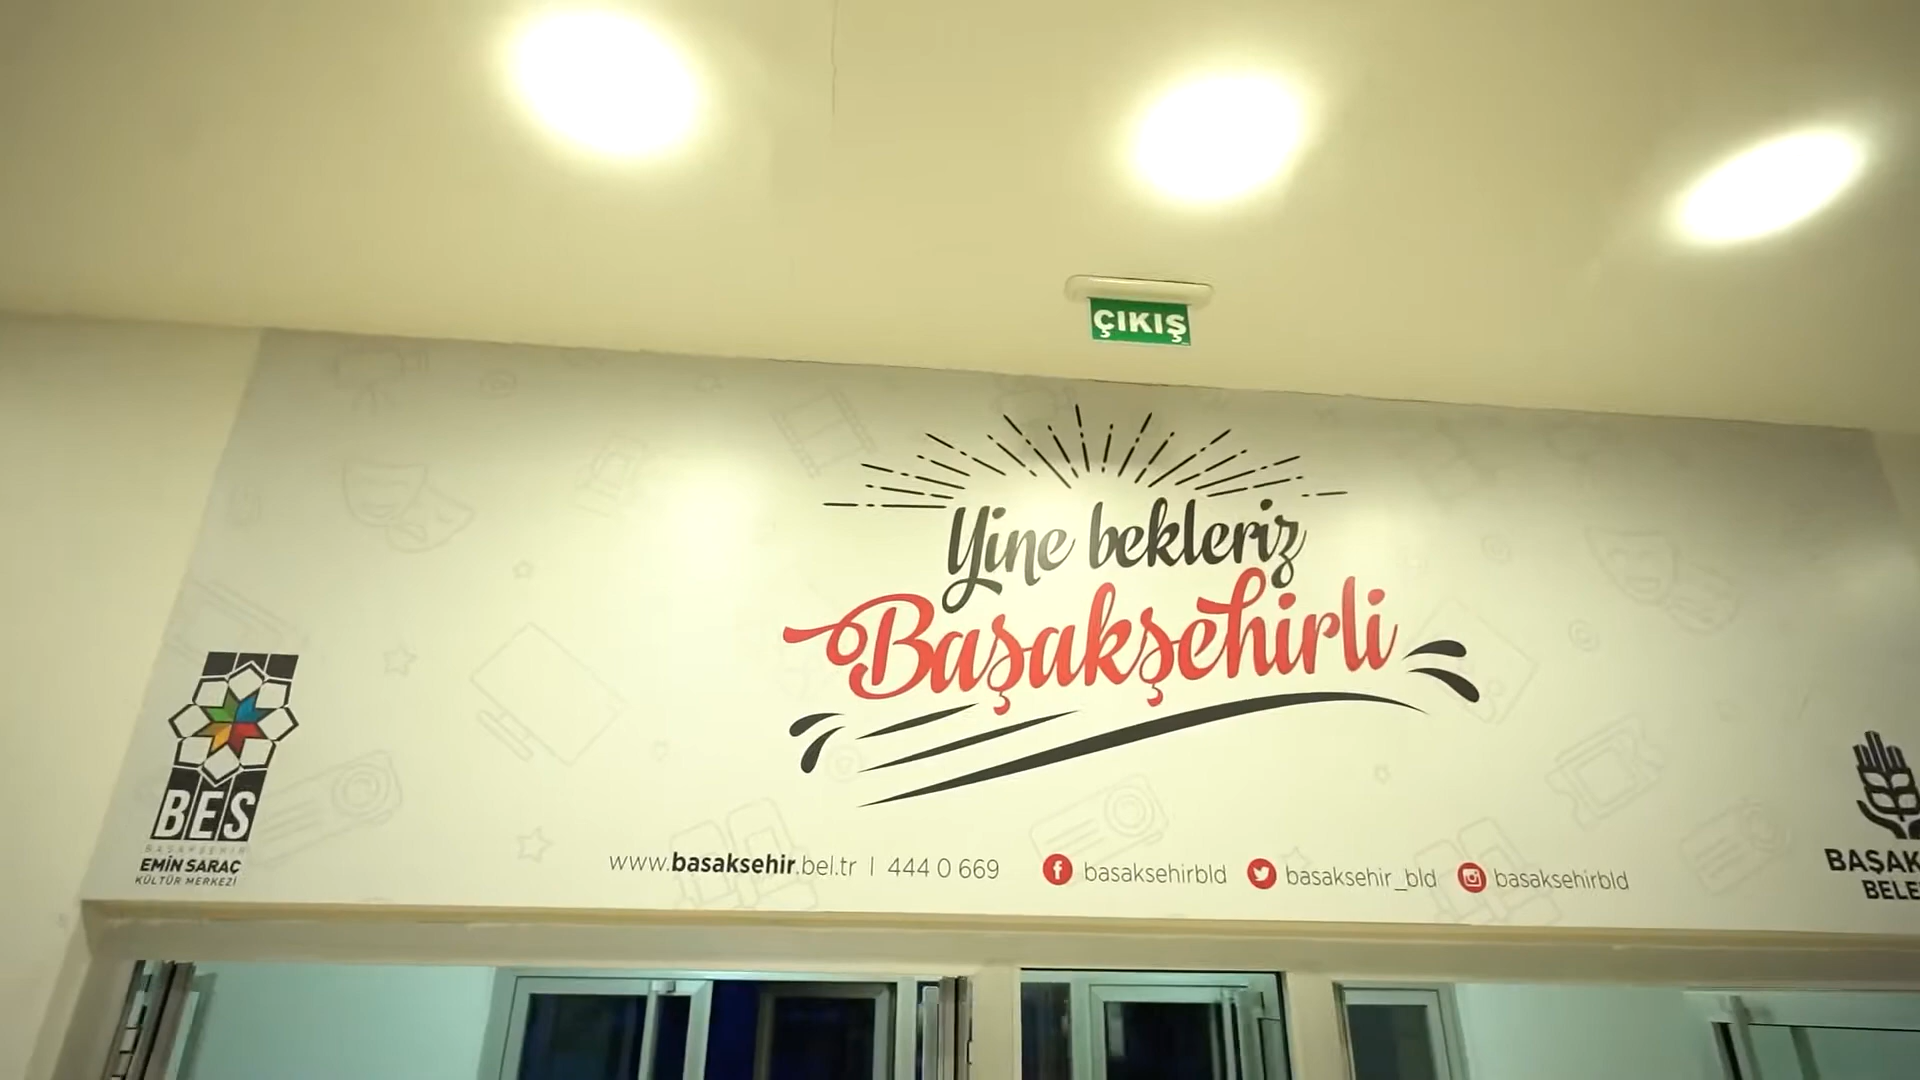 ÇIKIŞ
Yine bekleriz
Başakşehirli
BES
BAŞAKŞEHİR
EMİN SARAÇ
KÜLTÜR MERKEZİ
www.basaksehir.bel.tr | 444 0 669
basaksehirbld
basaksehir_bld
basaksehirbld
BAŞAK
BELE